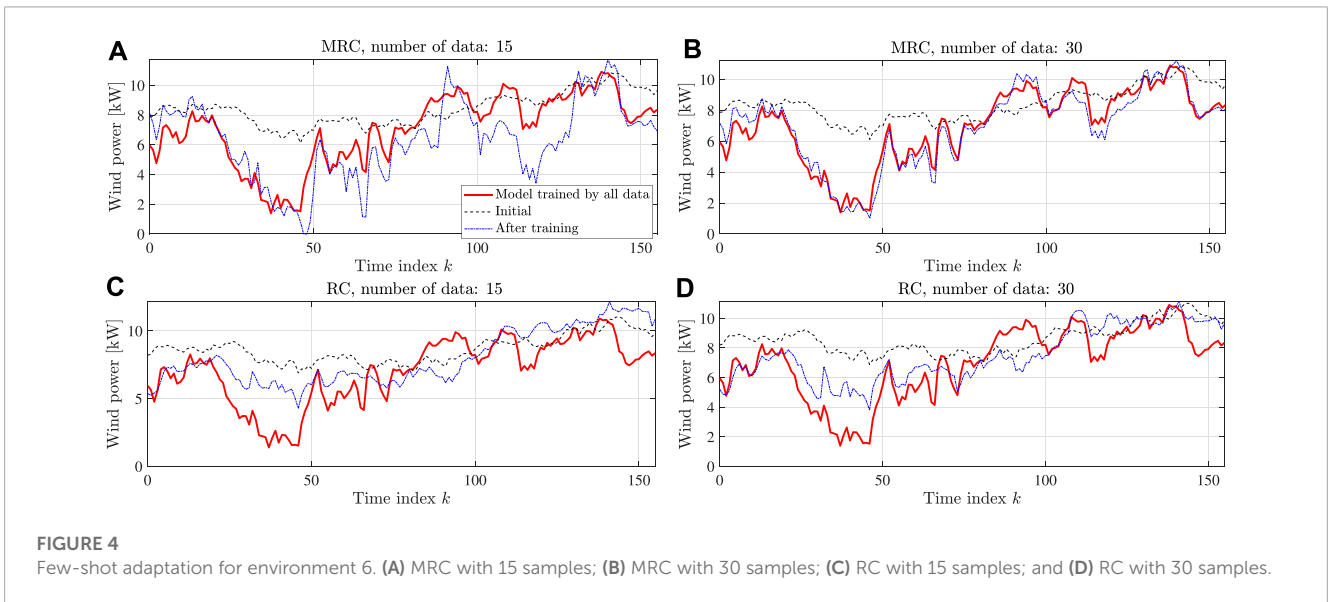 A
MRC, number of data: 15
Wind power [kW]
10
8
6
4
2
0
0
50
100
150
Time index k
Model trained by all data
Initial
After training
B
MRC, number of data: 30
Wind power [kW]
10
8
6
4
2
0
0
50
100
150
Time index k
C
RC, number of data: 15
Wind power [kW]
10
5
0
0
50
100
150
Time index k
D
RC, number of data: 30
Wind power [kW]
10
8
6
4
2
0
0
50
100
150
Time index k
FIGURE 4
Few-shot adaptation for environment 6. (A) MRC with 15 samples; (B) MRC with 30 samples; (C) RC with 15 samples; and (D) RC with 30 samples.